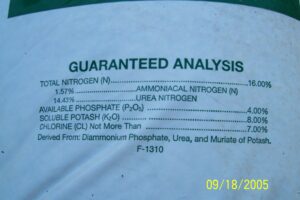 GUARANTEED ANALYSIS
TOTAL NITROGEN (N)....................16.00%
1.57%..............AMMONIACAL NITROGEN (N)
14.43%..............UREA NITROGEN
AVAILABLE PHOSPHATE (P₂O₅)....................4.00%
SOLUBLE POTASH (K₂O)....................8.00%
CHLORINE (CL) Not More Than....................7.00%
Derived From: Diammonium Phosphate, Urea, and Muriate of Potash.
F-1310
09/18/2005